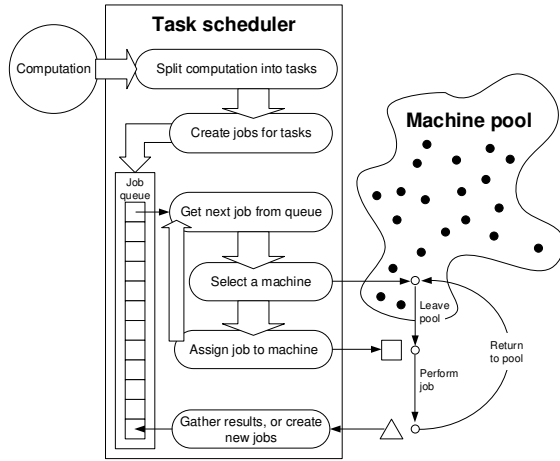 Task scheduler
Computation
Split computation into tasks
Create jobs for tasks
Machine pool
Job
queue
Get next job from queue
Select a machine
Leave
pool
Assign job to machine
Return
to pool
Perform
job
Gather results, or create
new jobs